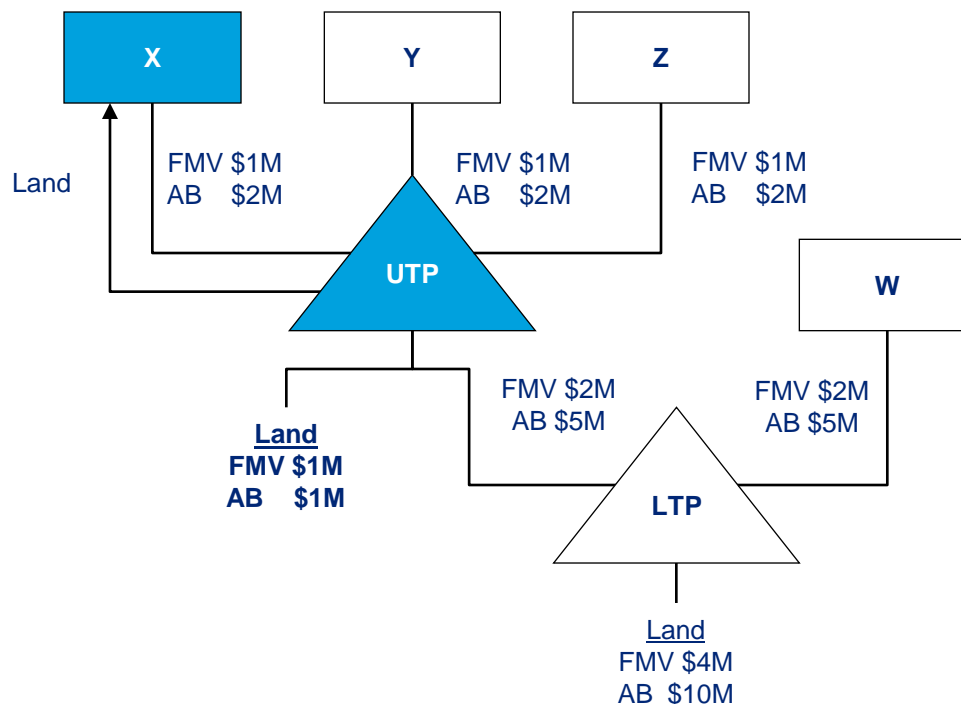 X
Y
Z
Land
FMV $1M
AB $2M
FMV $1M
AB $2M
FMV $1M
AB $2M
UTP
W
Land
FMV $1M
AB $1M
FMV $2M
AB $5M
FMV $2M
AB $5M
LTP
Land
FMV $4M
AB $10M